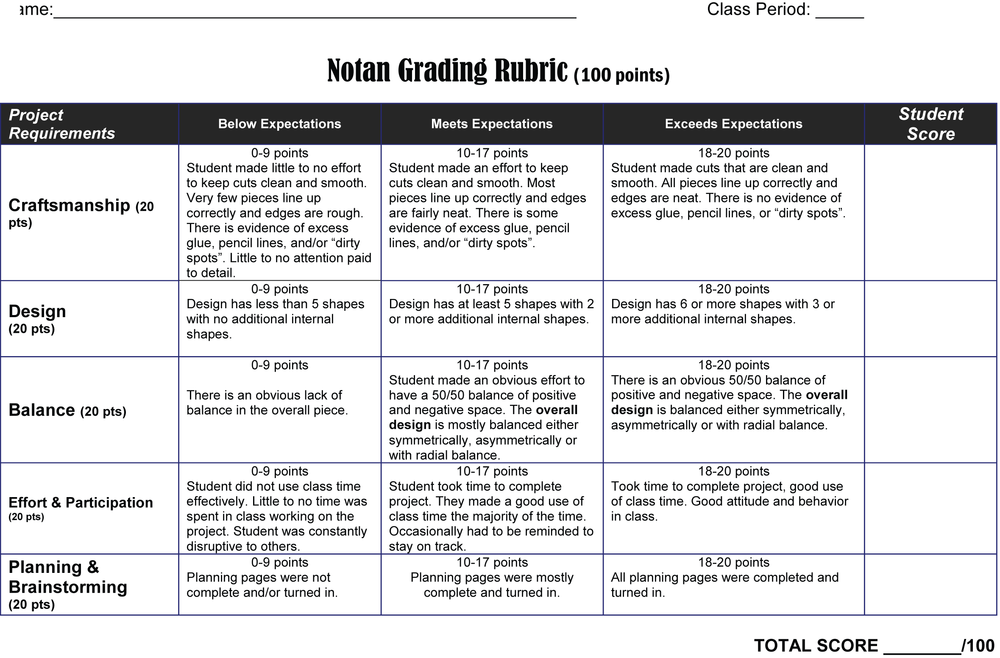 ame:
Class Period:
Notan Grading Rubric (100 points)
Project
Requirements
Below Expectations
Meets Expectations
Exceeds Expectations
Student
Score
Craftsmanship (20
pts)
0-9 points
Student made little to no effort
to keep cuts clean and smooth.
Very few pieces line up
correctly and edges are rough.
There is evidence of excess
glue, pencil lines, and/or “dirty
spots”. Little to no attention paid
to detail.
10-17 points
Student made an effort to keep
cuts clean and smooth. Most
pieces line up correctly and edges
are fairly neat. There is some
evidence of excess glue, pencil
lines, and/or “dirty spots”.
18-20 points
Student made cuts that are clean and
smooth. All pieces line up correctly and
edges are neat. There is no evidence of
excess glue, pencil lines, or “dirty spots”.
Design
(20 pts)
0-9 points
Design has less than 5 shapes
with no additional internal
shapes.
10-17 points
Design has at least 5 shapes with 2
or more additional internal shapes.
18-20 points
Design has 6 or more shapes with 3 or
more additional internal shapes.
Balance (20 pts)
0-9 points
There is an obvious lack of
balance in the overall piece.
10-17 points
Student made an obvious effort to
have a 50/50 balance of positive
and negative space. The overall
design is mostly balanced either
symmetrically, asymmetrically or
with radial balance.
18-20 points
There is an obvious 50/50 balance of
positive and negative space. The overall
design is balanced either symmetrically,
asymmetrically or with radial balance.
Effort & Participation
(20 pts)
0-9 points
Student did not use class time
effectively. Little to no time was
spent in class working on the
project. Student was constantly
disruptive to others.
10-17 points
Student took time to complete
project. They made a good use of
class time the majority of the time.
Occasionally had to be reminded to
stay on track.
18-20 points
Took time to complete project, good use
of class time. Good attitude and behavior
in class.
Planning &
Brainstorming
(20 pts)
0-9 points
Planning pages were not
complete and/or turned in.
10-17 points
Planning pages were mostly
complete and turned in.
18-20 points
All planning pages were completed and
turned in.
TOTAL SCORE ________/100